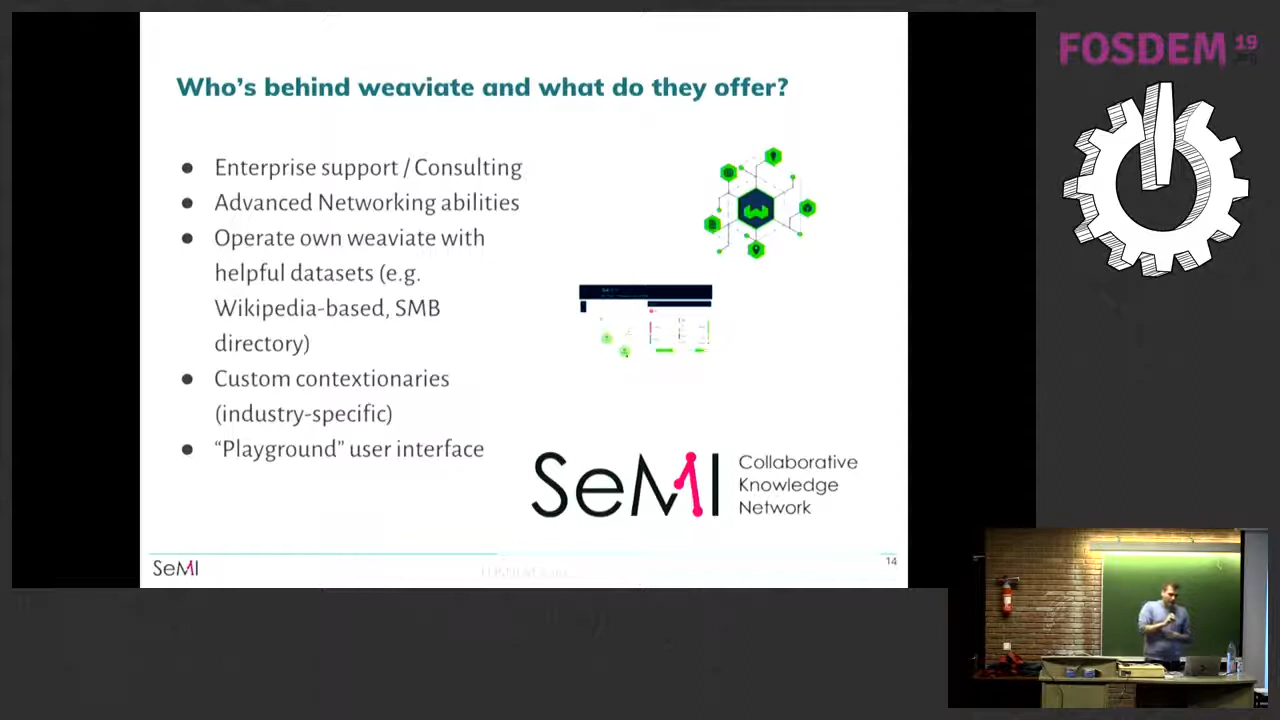 FOSDEM 19
.org
Who's behind weaviate and what do they offer?
● Enterprise support / Consulting
● Advanced Networking abilities
● Operate own weaviate with
helpful datasets (e.g.
Wikipedia-based, SMB
directory)
● Custom contextionaries
(industry-specific)
● “Playground” user interface
SeMI Collaborative
Knowledge
Network
SeMI
14